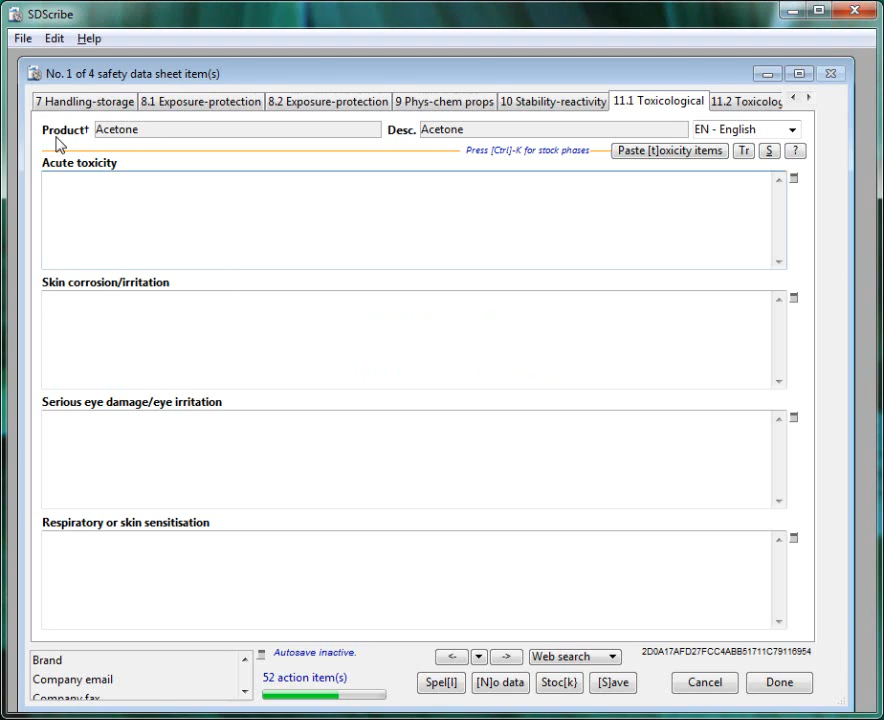 SDScribe
File Edit Help
No. 1 of 4 safety data sheet item(s)
7 Handling-storage 8.1 Exposure-protection 8.2 Exposure-protection 9 Phys-chem props 10 Stability-reactivity 11.1 Toxicological 11.2 Toxicolog
Product† Acetone Desc. Acetone EN - English
Press [Ctrl]-K for stock phases Paste [t]oxicity items Tr S ?
Acute toxicity
Skin corrosion/irritation
Serious eye damage/eye irritation
Respiratory or skin sensitisation
Brand Autosave inactive. <- -> Web search 2D0A17AFD27FCC4ABB51711C79116954
Company email 52 action item(s) Spel[l] [N]o data Stoc[k} [S]ave Cancel Done
Company fax